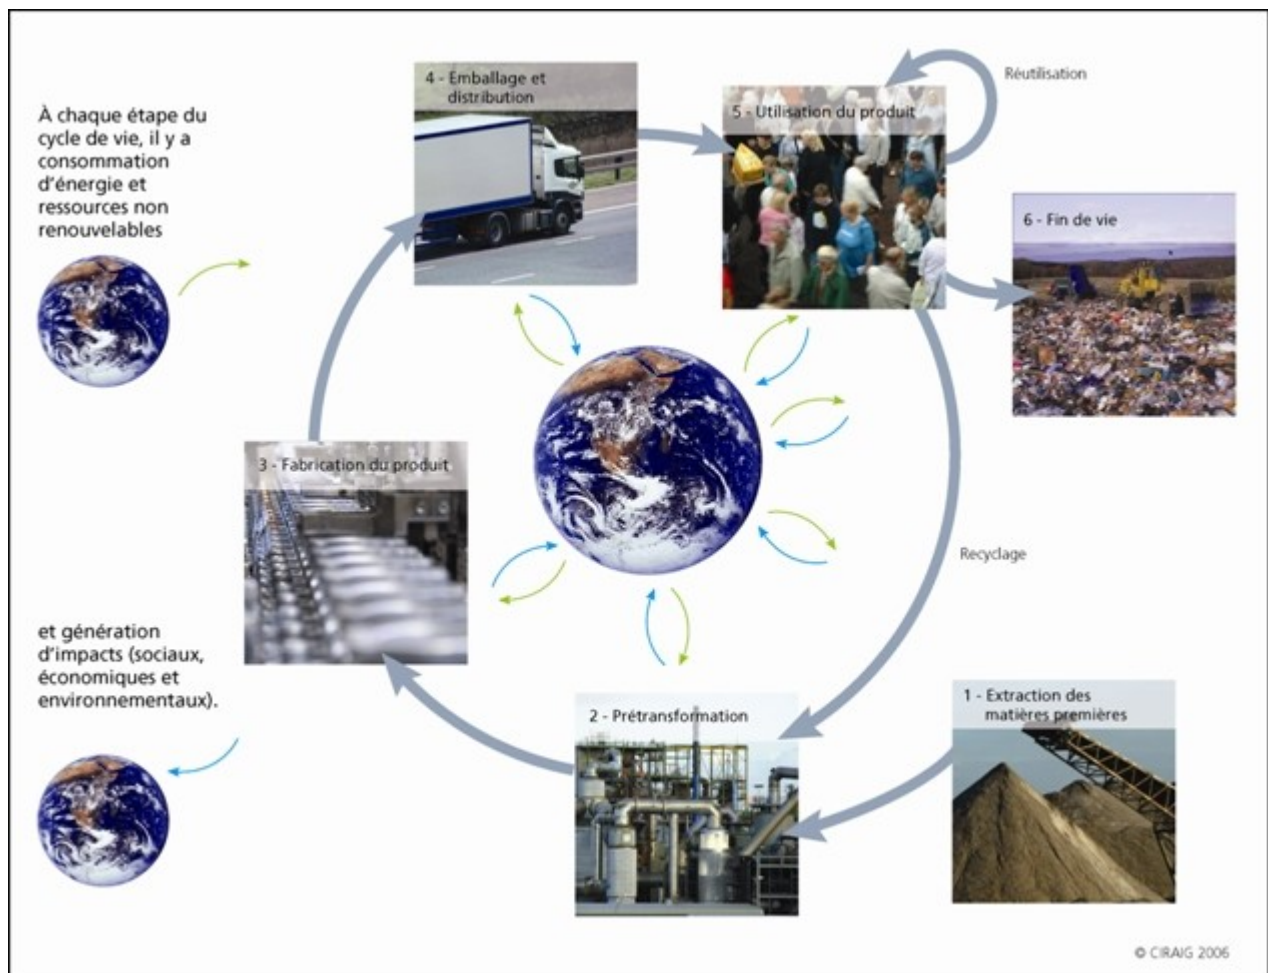 À chaque étape du
cycle de vie, il y a
consommation
d'énergie et
ressources non
renouvelables
4 - Emballage et
distribution
5 - Utilisation du produit
Réutilisation
6 - Fin de vie
3 - Fabrication du produit
Recyclage
et génération
d'impacts (sociaux,
économiques et
environnementaux).
2 - Prétransformation
1 - Extraction des
matières premières
© CIRAIG 2006